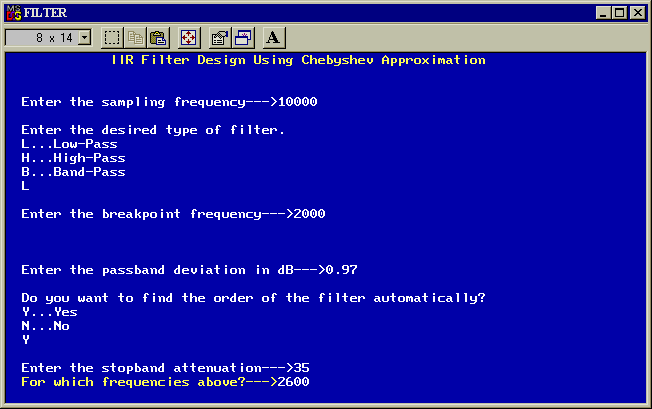 FILTER
8 x 14
A
IIR Filter Design Using Chebyshev Approximation
Enter the sampling frequency--->10000
Enter the desired type of filter.
L...Low-Pass
H...High-Pass
B...Band-Pass
L
Enter the breakpoint frequency--->2000
Enter the passband deviation in dB--->0.97
Do you want to find the order of the filter automatically?
Y...Yes
N...No
Y
Enter the stopband attenuation--->35
For which frequencies above?--->2600